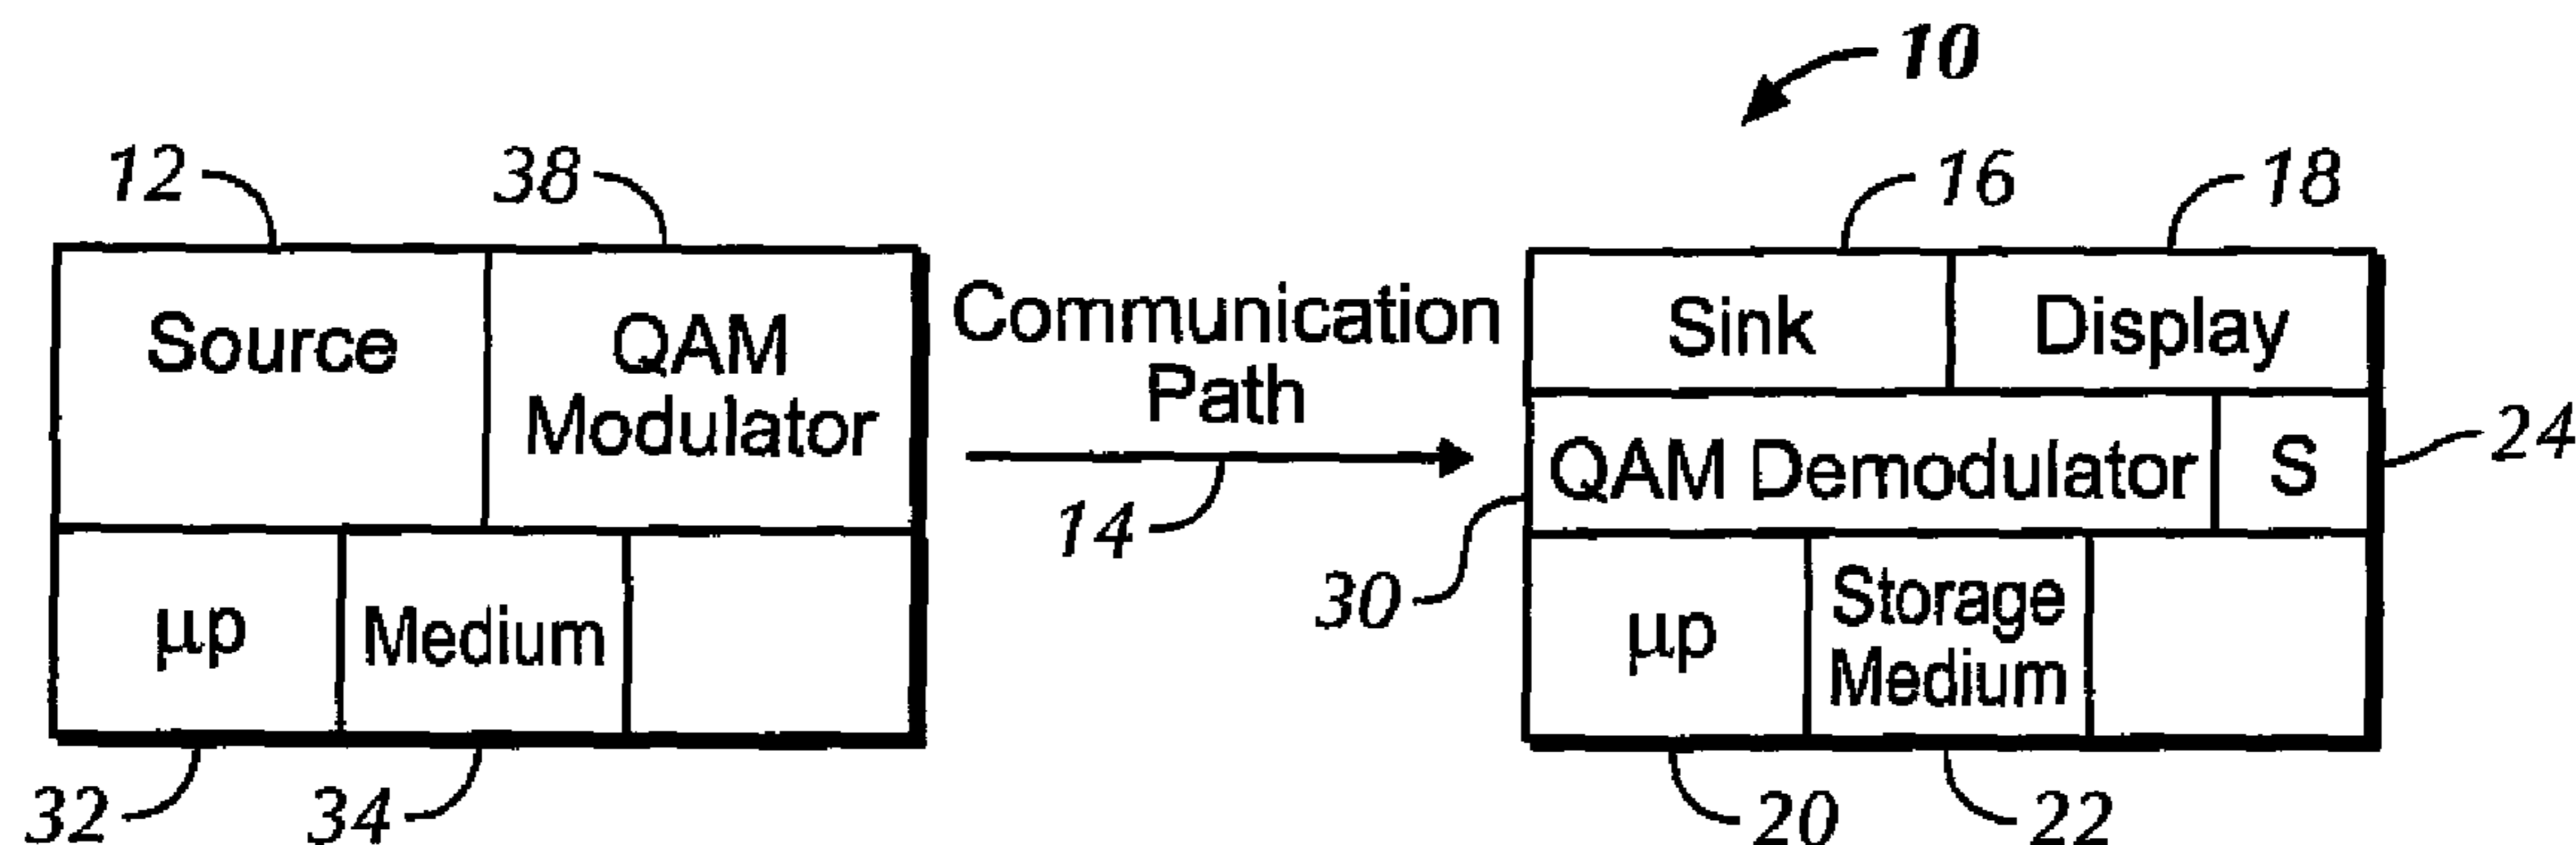 10
12
38
16
18
Source
QAM
Modulator
Communication
Path
14
Sink
Display
QAM Demodulator
S
24
30
μp
Medium
μp
Storage
Medium
32
34
20
22